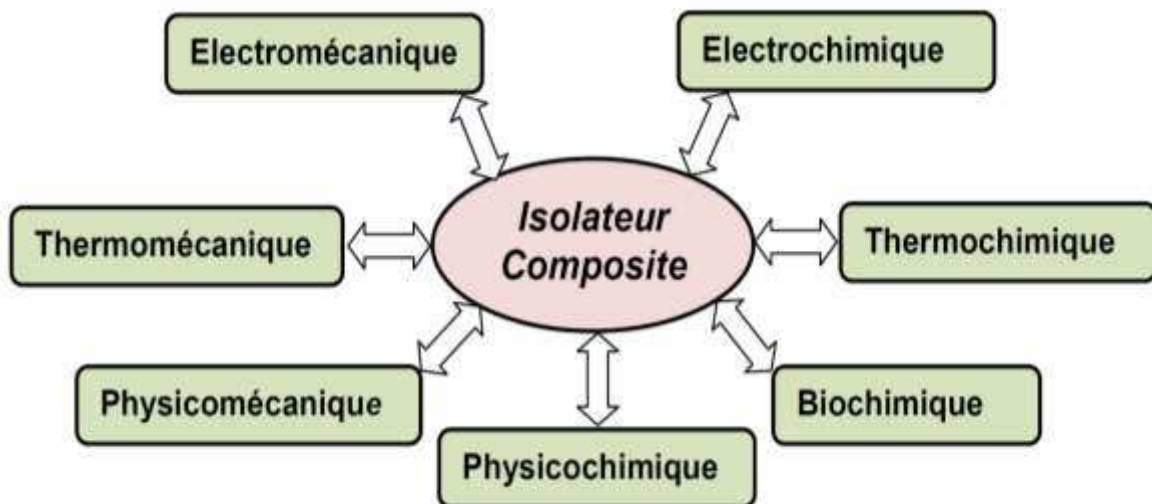 Electromécanique
Electrochimique
Isolateur
Composite
Thermomécanique
Thermochimique
Physicomécanique
Biochimique
Physicochimique